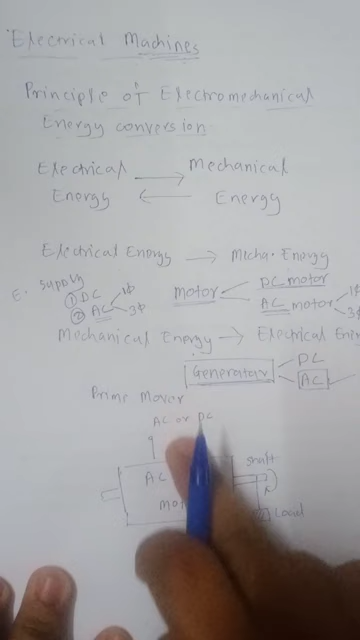 Electrical Machines
Principle of Electromechanical
Energy conversion
Electrical → Mechanical
Energy ← Energy
Electrical Energy → Mecha. Energy
E. Supply
① DC
② AC 1ϕ
3ϕ
Motor DC motor
AC motor 1ϕ
3ϕ
Mechanical Energy → Electrical Ener
Generator DC
AC
Prime Mover
AC or DC
AC
Mot
shaft
Load